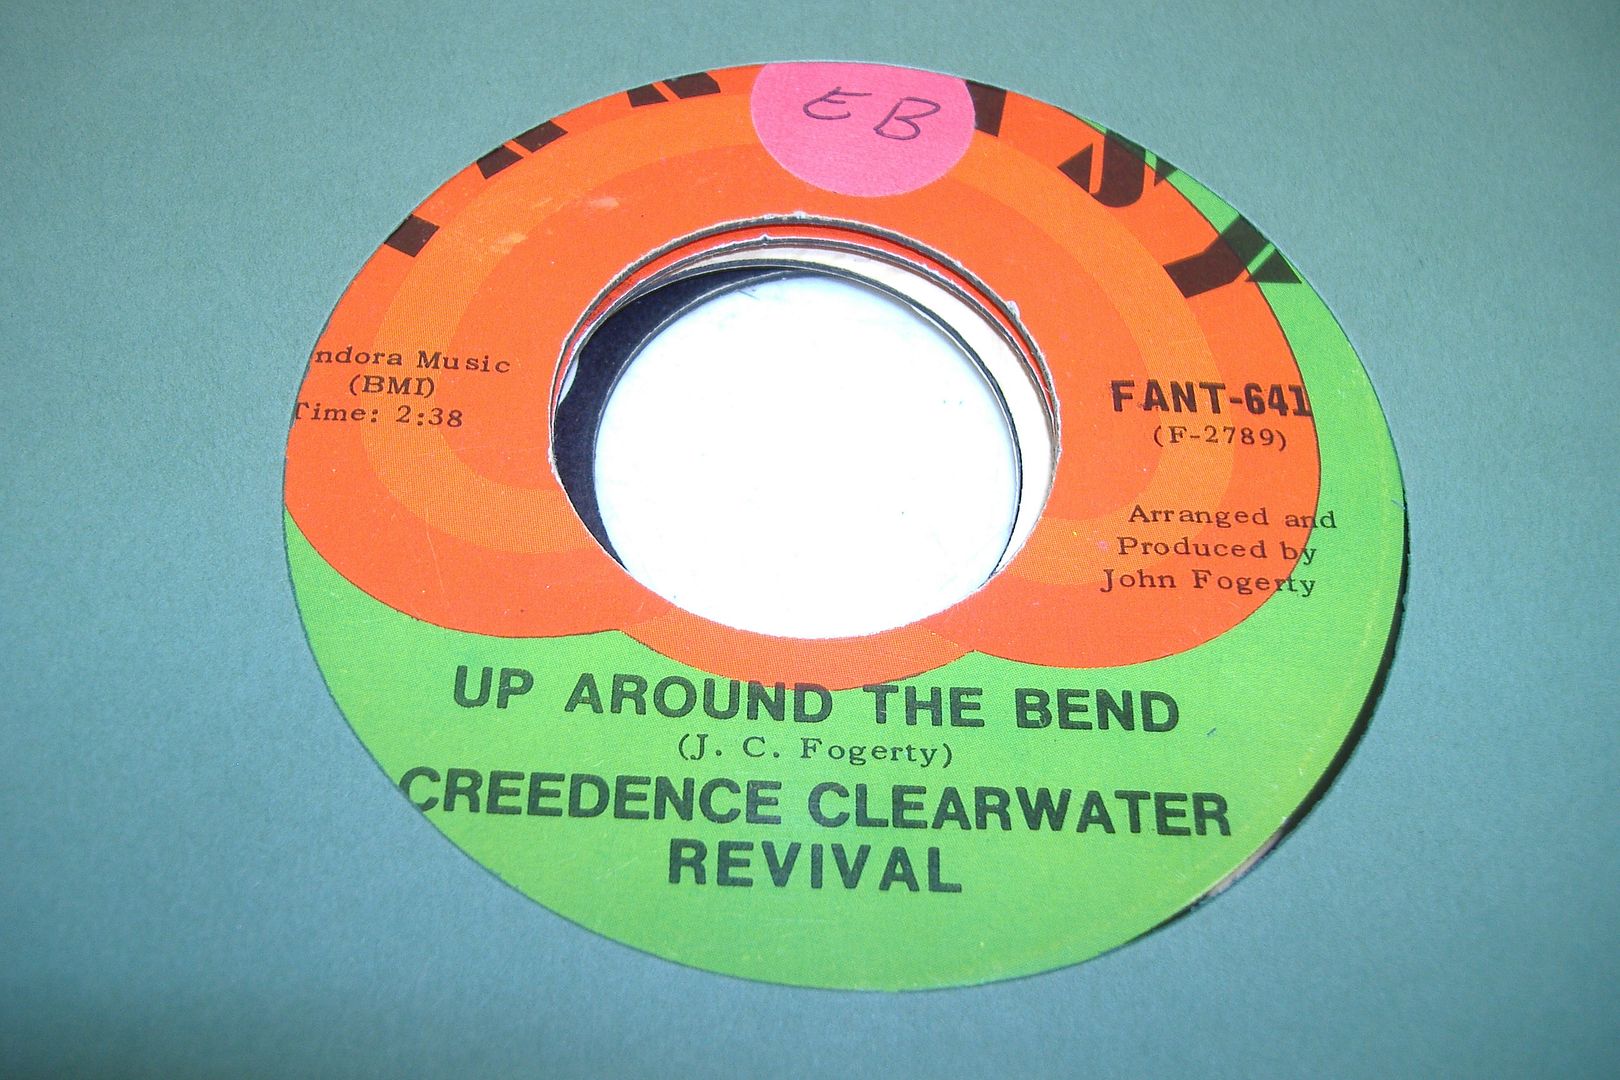 EB
ndora Music
(BMI)
Time: 2:38
FANT-641
(F-2789)
Arranged and
Produced by
John Fogerty
UP AROUND THE BEND
(J. C. Fogerty)
CREEDENCE CLEARWATER
REVIVAL